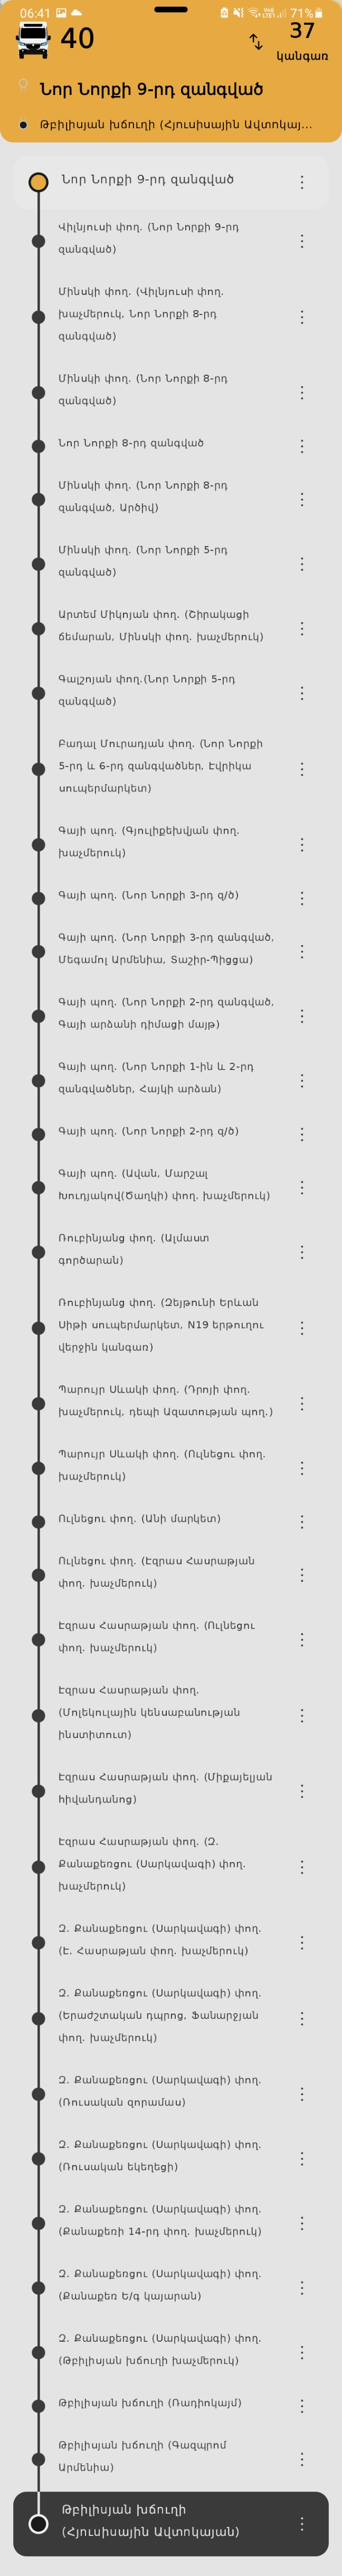 06:41 71%
40
37
կանգառ
Նոր Նորքի 9-րդ զանգված
Թբիլիսյան խճուղի (Հյուսիսային Ավտոկայ...
Նոր Նորքի 9-րդ զանգված
Վիլնյուսի փող. (Նոր Նորքի 9-րդ
զանգված)
Մինսկի փող. (Վիլնյուսի փող.
խաչմերուկ, Նոր Նորքի 8-րդ
զանգված)
Մինսկի փող. (Նոր Նորքի 8-րդ
զանգված)
Նոր Նորքի 8-րդ զանգված
Մինսկի փող. (Նոր Նորքի 8-րդ
զանգված, Արծիվ)
Մինսկի փող. (Նոր Նորքի 5-րդ
զանգված)
Արտեմ Միկոյան փող. (Շիրակացի
ճեմարան, Մինսկի փող. խաչմերուկ)
Գալշոյան փող.(Նոր Նորքի 5-րդ
զանգված)
Բադալ Մուրադյան փող. (Նոր Նորքի
5-րդ և 6-րդ զանգվածներ, Էվրիկա
սուպերմարկետ)
Գայի պող. (Գյուլիքեխվյան փող.
խաչմերուկ)
Գայի պող. (Նոր Նորքի 3-րդ զ/ծ)
Գայի պող. (Նոր Նորքի 3-րդ զանգված,
Մեգամոլ Արմենիա, Տաշիր-Պիցցա)
Գայի պող. (Նոր Նորքի 2-րդ զանգված,
Գայի արձանի դիմացի մայթ)
Գայի պող. (Նոր Նորքի 1-ին և 2-րդ
զանգվածներ, Հայկի արձան)
Գայի պող. (Նոր Նորքի 2-րդ զ/ծ)
Գայի պող. (Ավան, Մարշալ
Խուդյակով(Ծաղկի) փող. խաչմերուկ)
Ռուբինյանց փող. (Ալմաստ
գործարան)
Ռուբինյանց փող. (Զեյթունի Երևան
Սիթի սուպերմարկետ, N19 երթուղու
վերջին կանգառ)
Պարույր Սևակի փող. (Դրոյի փող.
խաչմերուկ, դեպի Ազատության պող.)
Պարույր Սևակի փող. (Ուլնեցու փող.
խաչմերուկ)
Ուլնեցու փող. (Անի մարկետ)
Ուլնեցու փող. (Էզրաս Հասրաթյան
փող. խաչմերուկ)
Էզրաս Հասրաթյան փող. (Ուլնեցու
փող. խաչմերուկ)
Էզրաս Հասրաթյան փող.
(Մոլեկուլային կենսաբանության
ինստիտուտ)
Էզրաս Հասրաթյան փող. (Միքայելյան
հիվանդանոց)
Էզրաս Հասրաթյան փող. (Զ.
Քանաքեռցու (Սարկավագի) փող.
խաչմերուկ)
Զ. Քանաքեռցու (Սարկավագի) փող.
(Է. Հասրաթյան փող. խաչմերուկ)
Զ. Քանաքեռցու (Սարկավագի) փող.
(Երաժշտական դպրոց, Ֆանարջյան
փող. խաչմերուկ)
Զ. Քանաքեռցու (Սարկավագի) փող.
(Ռուսական զորամաս)
Զ. Քանաքեռցու (Սարկավագի) փող.
(Ռուսական եկեղեցի)
Զ. Քանաքեռցու (Սարկավագի) փող.
(Քանաքեռի 14-րդ փող. խաչմերուկ)
Զ. Քանաքեռցու (Սարկավագի) փող.
(Քանաքեռ Ե/գ կայարան)
Զ. Քանաքեռցու (Սարկավագի) փող.
(Թբիլիսյան խճուղի խաչմերուկ)
Թբիլիսյան խճուղի (Ռադիոկայմ)
Թբիլիսյան խճուղի (Գազպրոմ
Արմենիա)
Թբիլիսյան խճուղի
(Հյուսիսային Ավտոկայան)